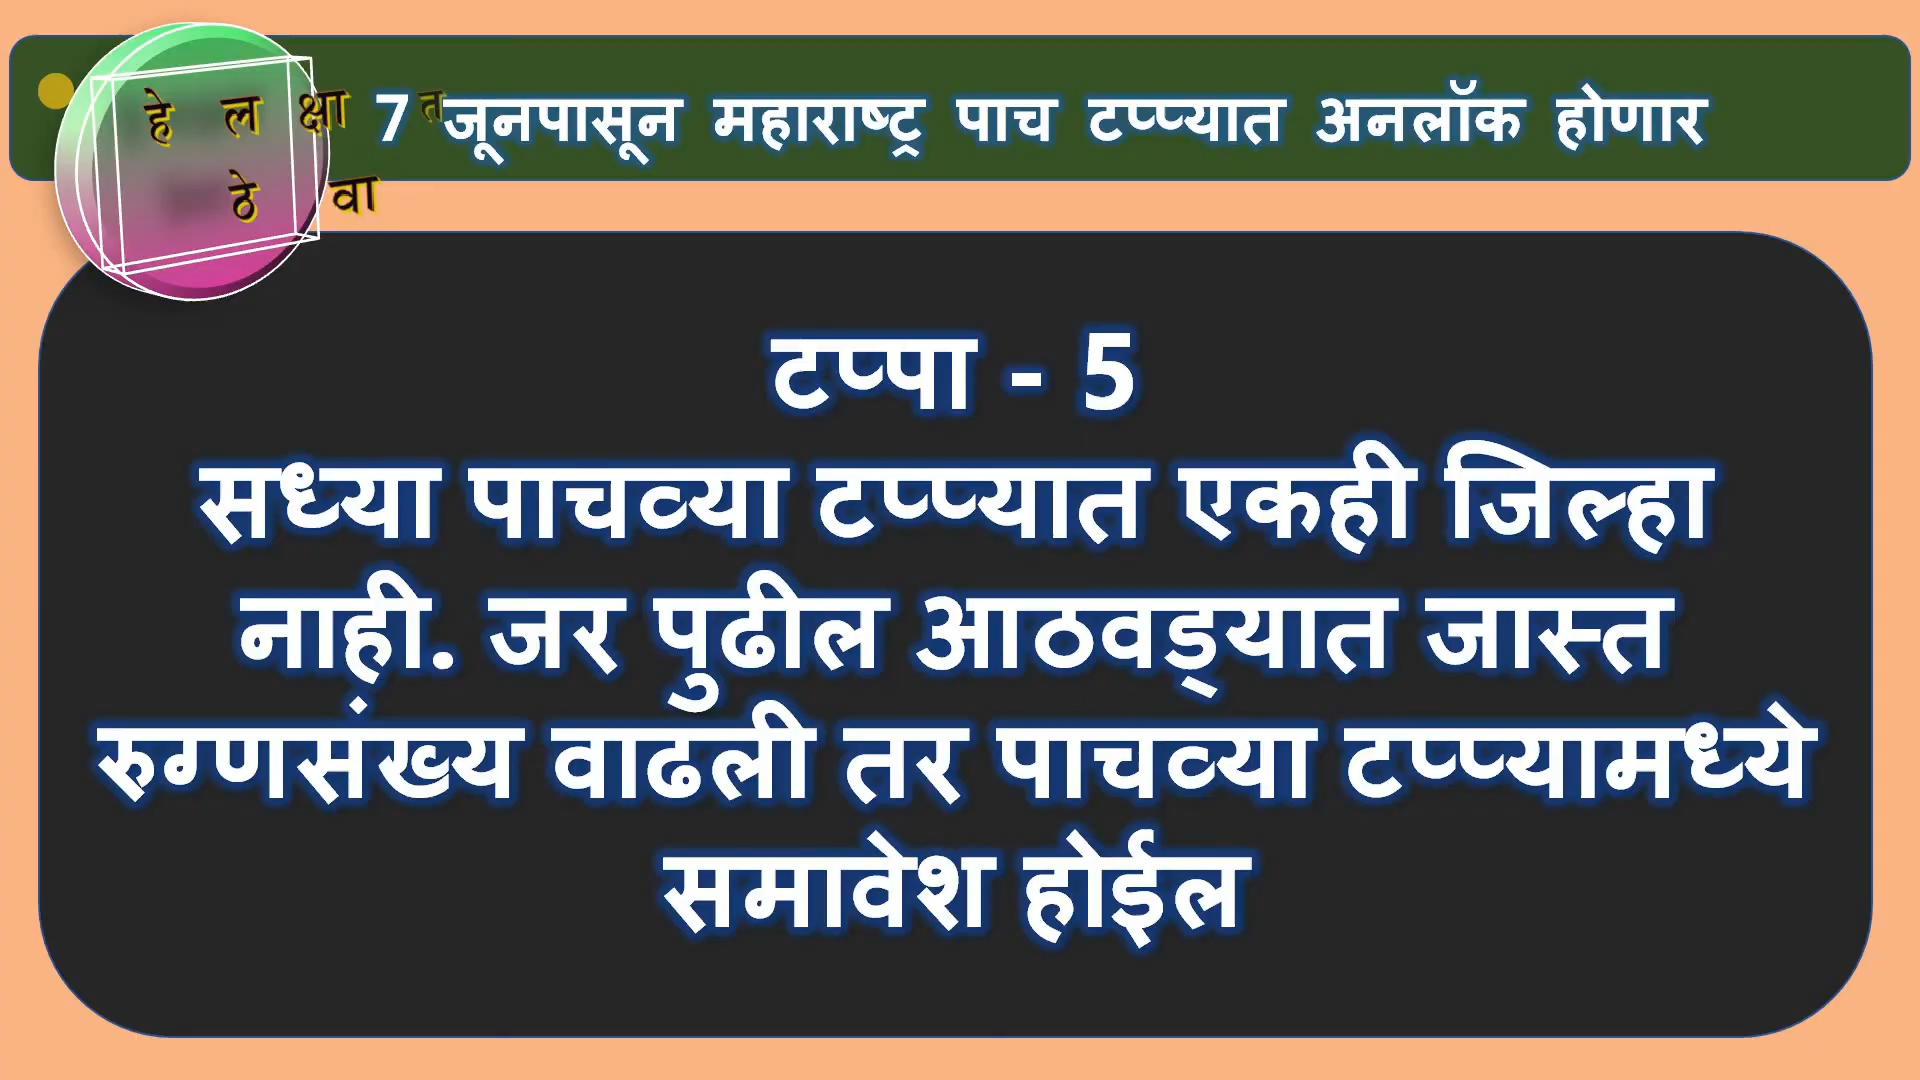 हे लक्षात
ठेवा
7 जूनपासून महाराष्ट्र पाच टप्प्यात अनलॉक होणार
टप्पा - 5
सध्या पाचव्या टप्प्यात एकही जिल्हा
नाही. जर पुढील आठवड्यात जास्त
रुग्णसंख्य वाढली तर पाचव्या टप्प्यामध्ये
समावेश होईल